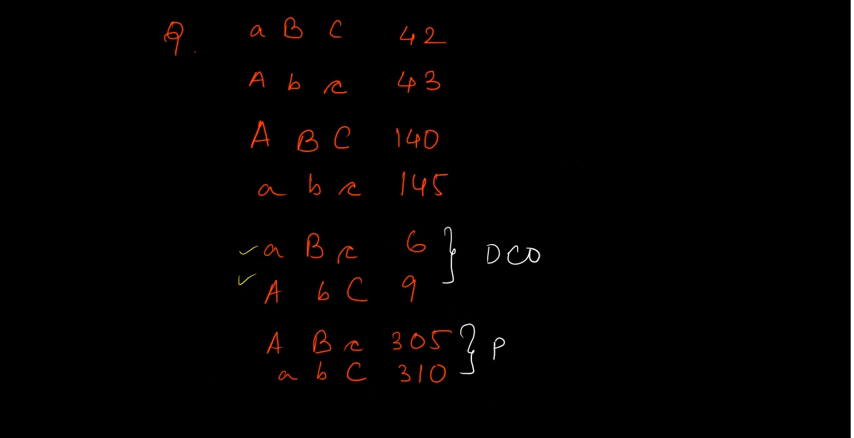 Q. a B C 42
A b c 43
A B C 140
a b c 145
a B c 6 } DCO
A b C 9
A B c 305 } P
a b C 310